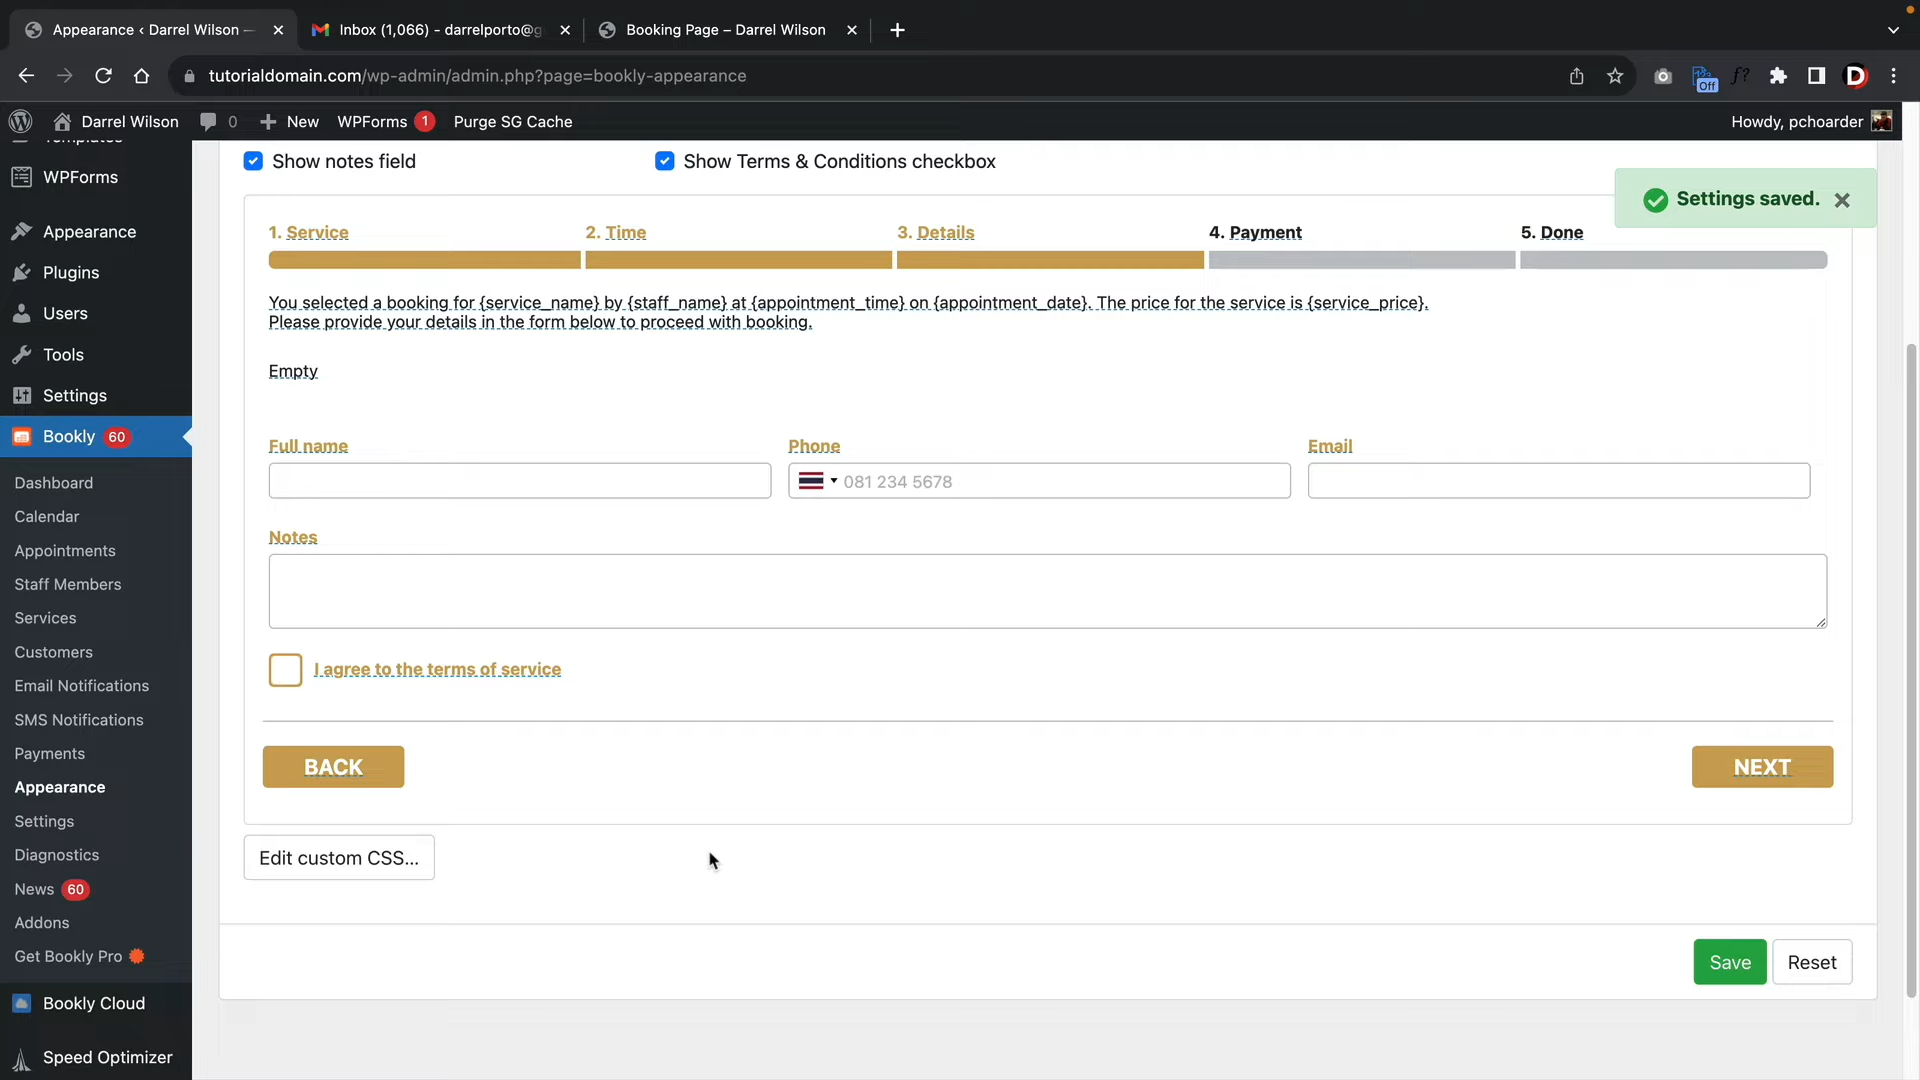 Appearance ‹ Darrel Wilson —
Inbox (1,066) - darrelporto@g
Booking Page – Darrel Wilson
tutorialdomain.com/wp-admin/admin.php?page=bookly-appearance
Off
f?
D
Darrel Wilson
0
New
WPForms 1
Purge SG Cache
Howdy, pchoarder
Templates
WPForms
Appearance
Plugins
Users
Tools
Settings
Bookly 60
Dashboard
Calendar
Appointments
Staff Members
Services
Customers
Email Notifications
SMS Notifications
Payments
Appearance
Settings
Diagnostics
News 60
Addons
Get Bookly Pro
Bookly Cloud
Speed Optimizer
Show notes field
Show Terms & Conditions checkbox
Settings saved.
1. Service
2. Time
3. Details
4. Payment
5. Done
You selected a booking for {service_name} by {staff_name} at {appointment_time} on {appointment_date}. The price for the service is {service_price}.
Please provide your details in the form below to proceed with booking.
Empty
Full name
Phone
Email
081 234 5678
Notes
I agree to the terms of service
BACK
NEXT
Edit custom CSS...
Save
Reset